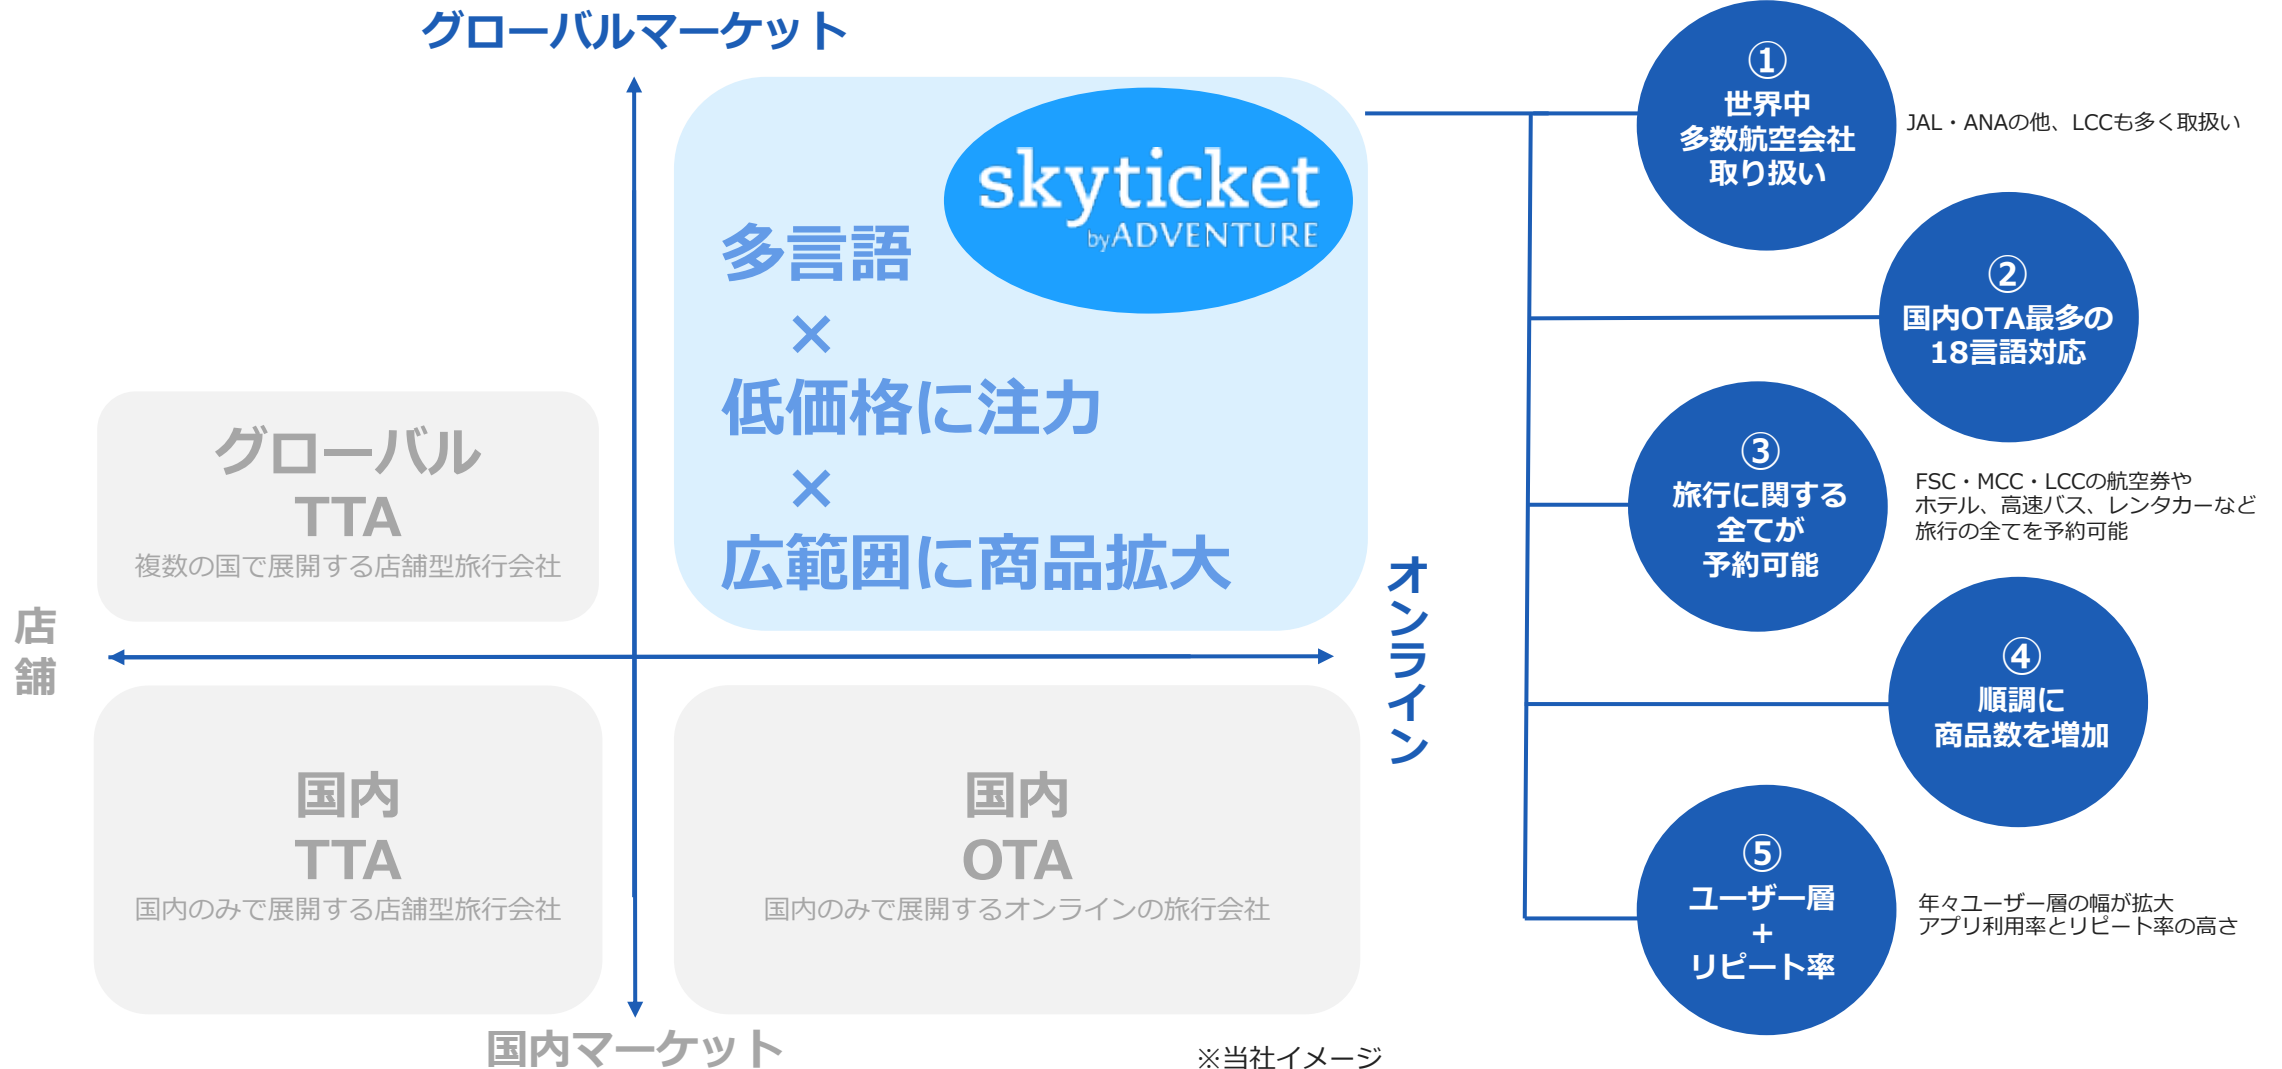 グローバルマーケット
skyticket
byADVENTURE
多言語
×
低価格に注力
×
広範囲に商品拡大
グローバル
TTA
複数の国で展開する店舗型旅行会社
店舗
オンライン
国内
TTA
国内のみで展開する店舗型旅行会社
国内
OTA
国内のみで展開するオンラインの旅行会社
国内マーケット
※当社イメージ
①
世界中
多数航空会社
取り扱い
JAL・ANAの他、LCCも多く取扱い
②
国内OTA最多の
18言語対応
③
旅行に関する
全てが
予約可能
FSC・MCC・LCCの航空券や
ホテル、高速バス、レンタカーなど
旅行の全てを予約可能
④
順調に
商品数を増加
⑤
ユーザー層
+
リピート率
年々ユーザー層の幅が拡大
アプリ利用率とリピート率の高さ